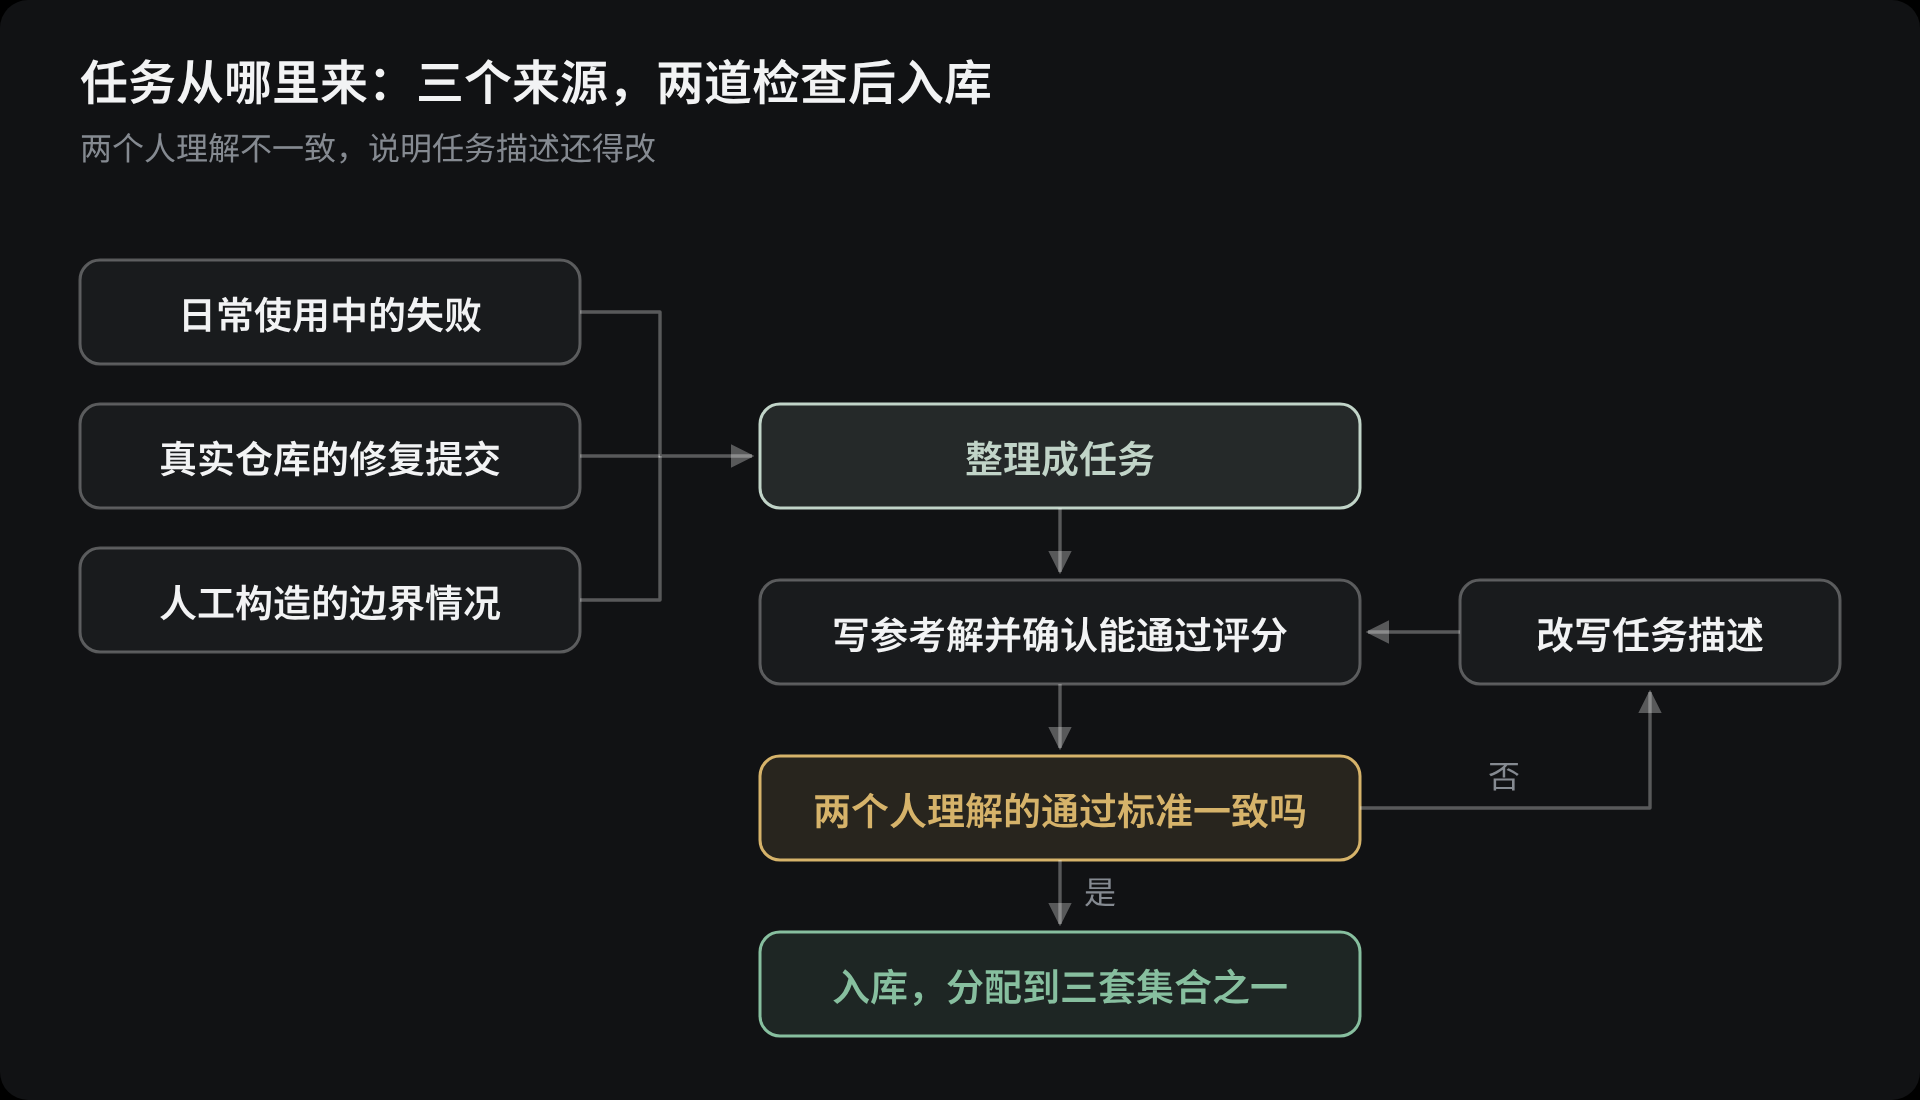 任务从哪里来：三个来源，两道检查后入库
两个人理解不一致，说明任务描述还得改
日常使用中的失败
真实仓库的修复提交
整理成任务
人工构造的边界情况
写参考解并确认能通过评分
改写任务描述
两个人理解的通过标准一致吗
否
是
入库，分配到三套集合之一